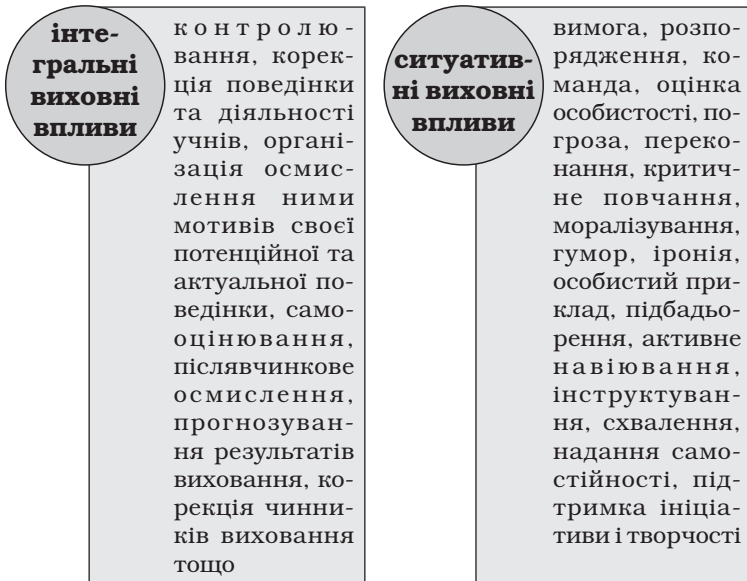 інте-
гральні
виховні
впливи
контролю-
вання, корек-
ція поведінки
та діяльності
учнів, органі-
зація осмис-
лення ними
мотивів своєї
потенційної та
актуальної по-
ведінки, само-
оцінювання,
післявчинкове
осмислення,
прогнозуван-
ня результатів
виховання, ко-
рекція чинни-
ків виховання
тощо
ситуатив-
ні виховні
впливи
вимога, розпо-
рядження, ко-
манда, оцінка
особистості, по-
гроза, переко-
нання, критич-
не повчання,
моралізування,
гумор, іронія,
особистий при-
клад, підбадьо-
рення, активне
навіювання,
інструктуван-
ня, схвалення,
надання само-
стійності, під-
тримка ініціа-
тиви і творчості